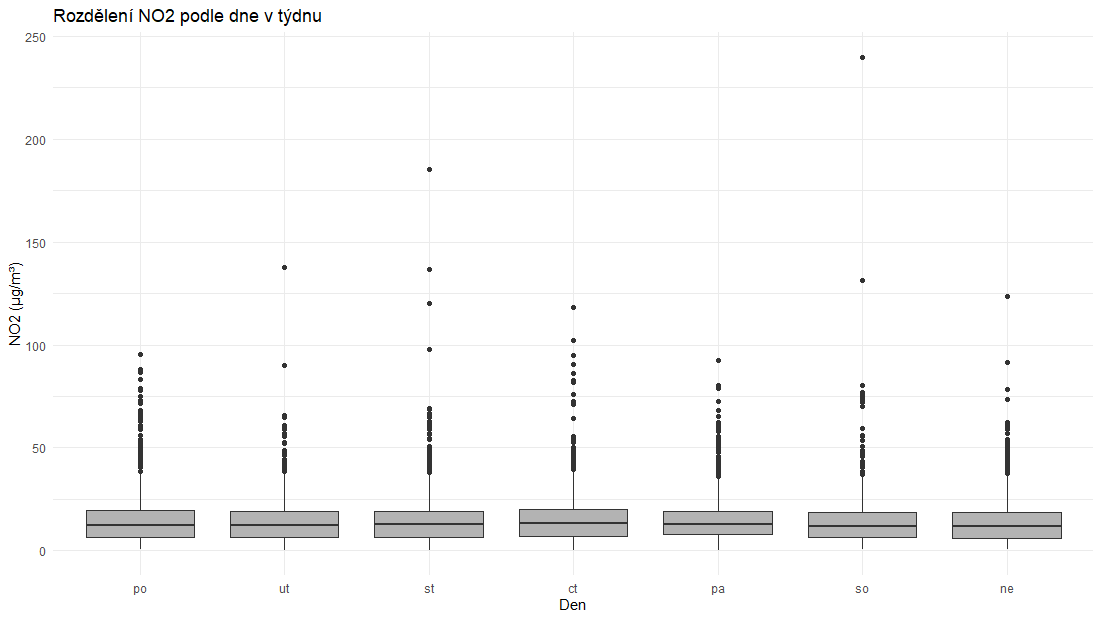 Rozdělení NO2 podle dne v týdnu
NO2 (µg/m³)
250
200
150
100
50
0
po
ut
st
ct
pa
so
ne
Den